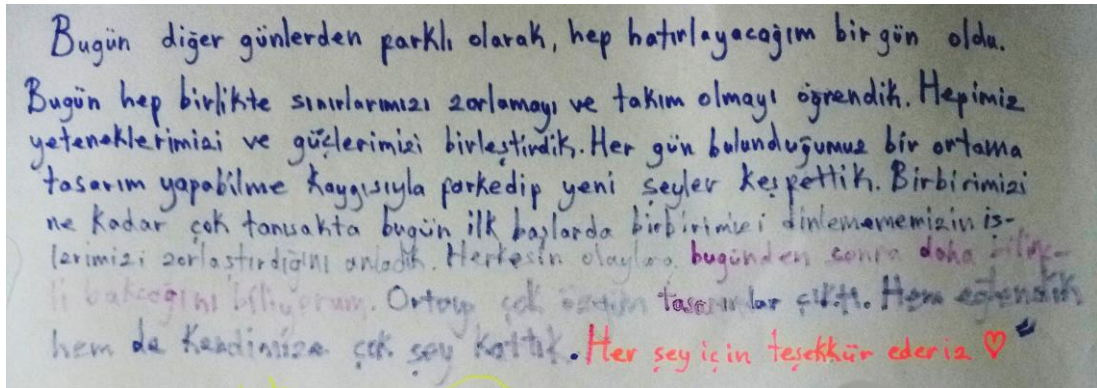 Bugün diğer günlerden farklı olarak, hep hatırlayacağım bir gün oldu.
Bugün hep birlikte sınırlarımızı zorlamayı ve takım olmayı öğrendik. Hepimiz
yeteneklerimizi ve güçlerimizi birleştirdik. Her gün bulunduğumuz bir ortama
tasarım yapabilme kaygısıyla farkedip yeni şeyler keşfettik. Birbirimizi
ne kadar çok tanısakta bugün ilk başlarda birbirimizi dinlemememizin iş-
lerimizi zorlaştırdığını anladık. Herkesin olaylara bugünden sonra daha bilinç-
li bakcağını biliyorum. Ortaya çok özgün tasarımlar çıktı. Hem eğlendik
hem de kendimize çok şey kattık. Her şey için teşekkür ederiz ♡